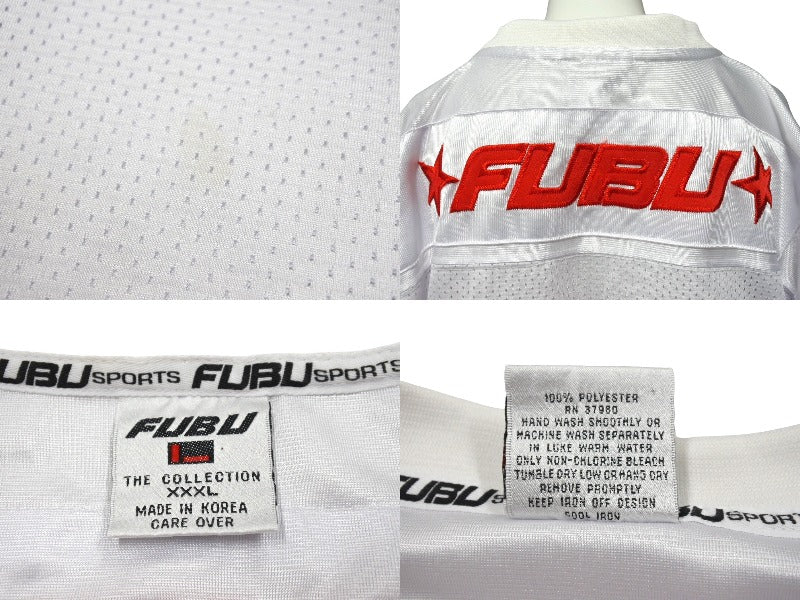 FUBU
UBU SPORTS FUBU SPORTS
FUBU
THE COLLECTION
XXXL
MADE IN KOREA
CARE OVER
100% POLYESTER
RN 37980
HAND WASH SMOOTHLY OR
MACHINE WASH SEPARATELY
IN LUKE WARM WATER
ONLY NON-CHLORINE BLEACH
TUMBLE DRY LOW OR HAND DRY
REMOVE PROMPTLY
KEEP IRON OFF DESIGN
COOL IRON
FUBU S BU SPORTS